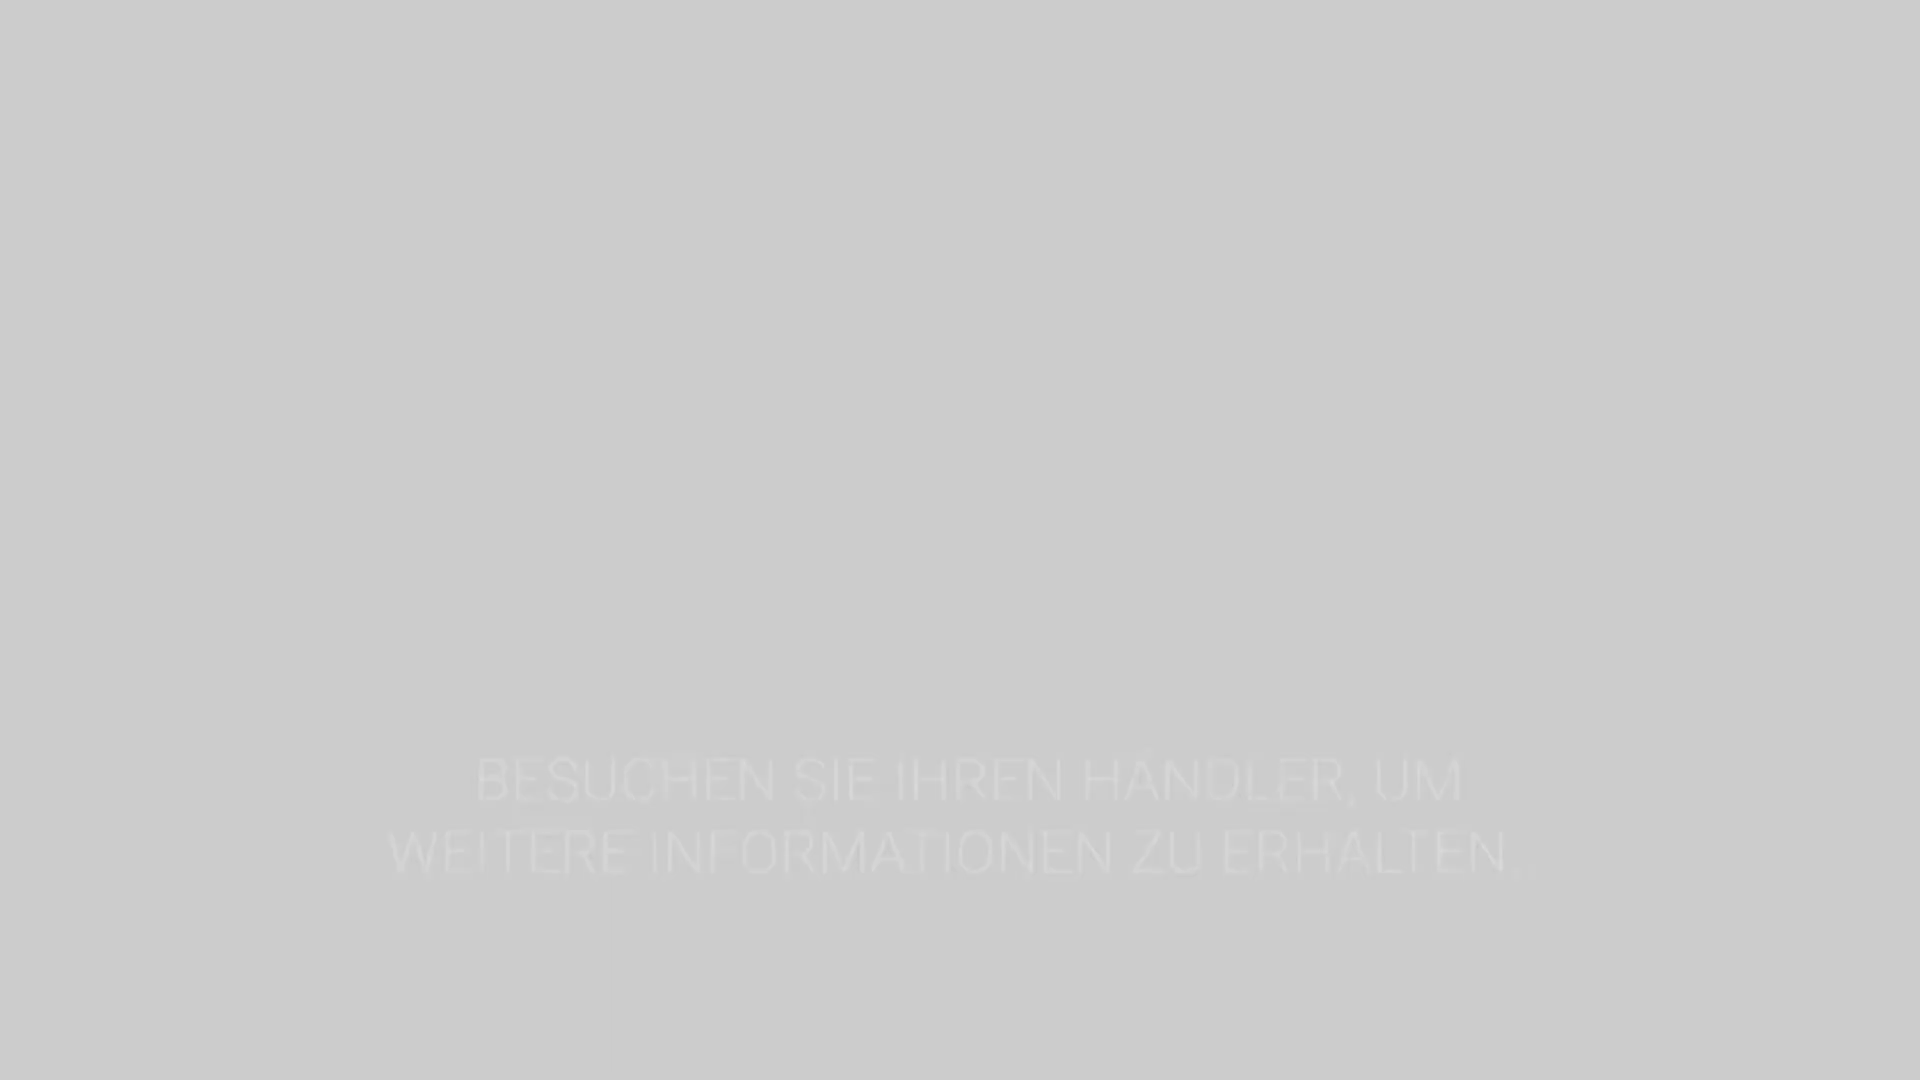 BESUCHEN SIE IHREN HÄNDLER, UM
WEITERE INFORMATIONEN ZU ERHALTEN.